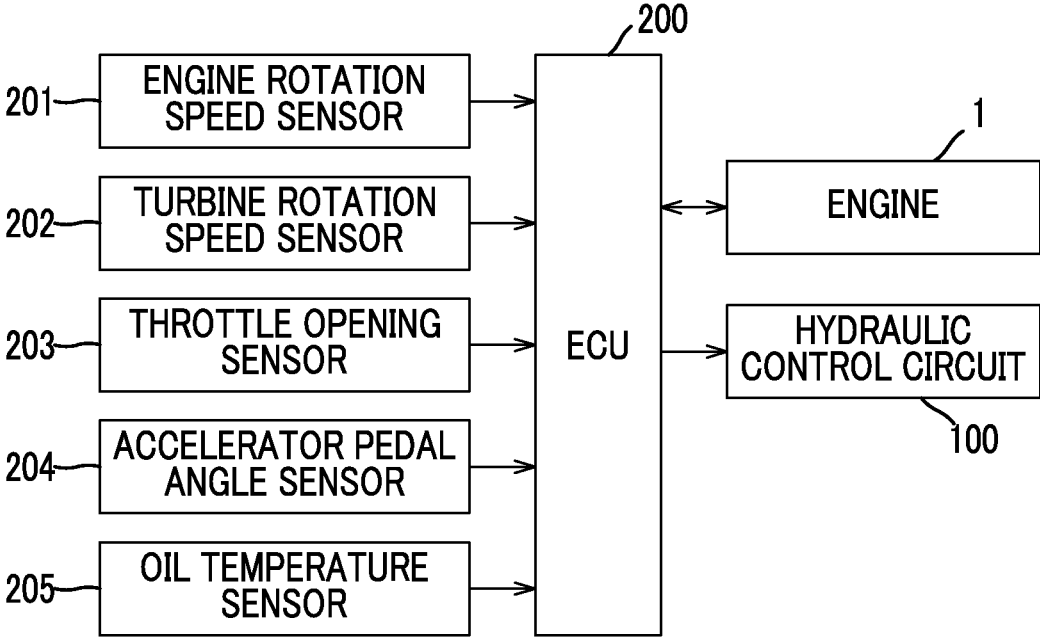 200
201
ENGINE ROTATION
SPEED SENSOR
202
TURBINE ROTATION
SPEED SENSOR
203
THROTTLE OPENING
SENSOR
204
ACCELERATOR PEDAL
ANGLE SENSOR
205
OIL TEMPERATURE
SENSOR
ECU
1
ENGINE
HYDRAULIC
CONTROL CIRCUIT
100